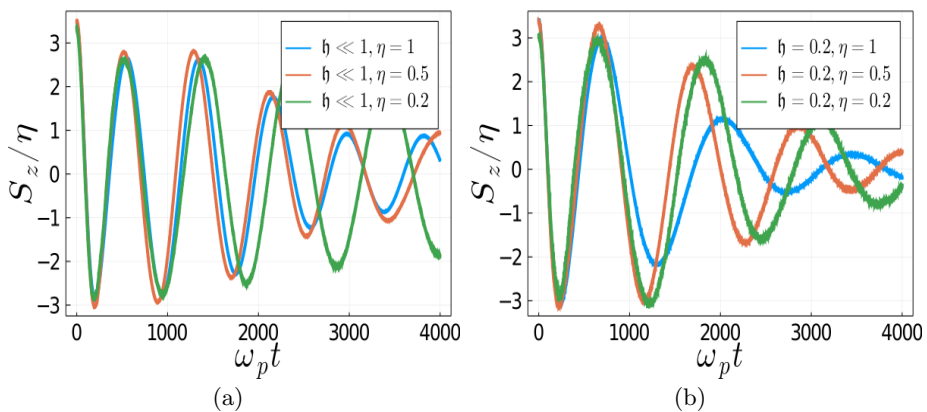 𝔥 ≪ 1, η = 1
𝔥 ≪ 1, η = 0.5
𝔥 ≪ 1, η = 0.2
3
2
1
0
−1
−2
−3
S_z/η
0 1000 2000 3000 4000
ω_p t
(a)
𝔥 = 0.2, η = 1
𝔥 = 0.2, η = 0.5
𝔥 = 0.2, η = 0.2
3
2
1
0
−1
−2
−3
S_z/η
0 1000 2000 3000 4000
ω_p t
(b)